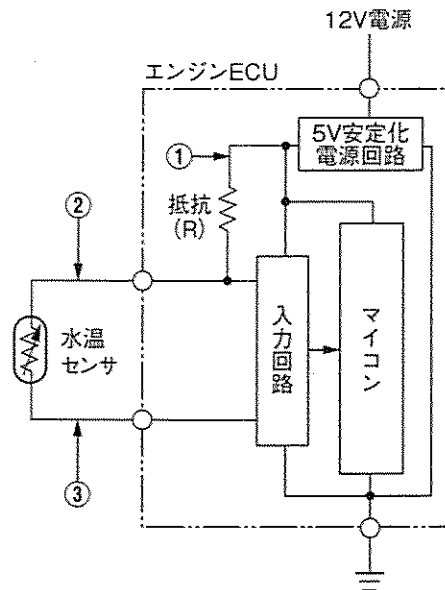 12V電源
エンジンECU
5V安定化
電源回路
①
抵抗
(R)
②
水温
センサ
入力回路
マイコン
③